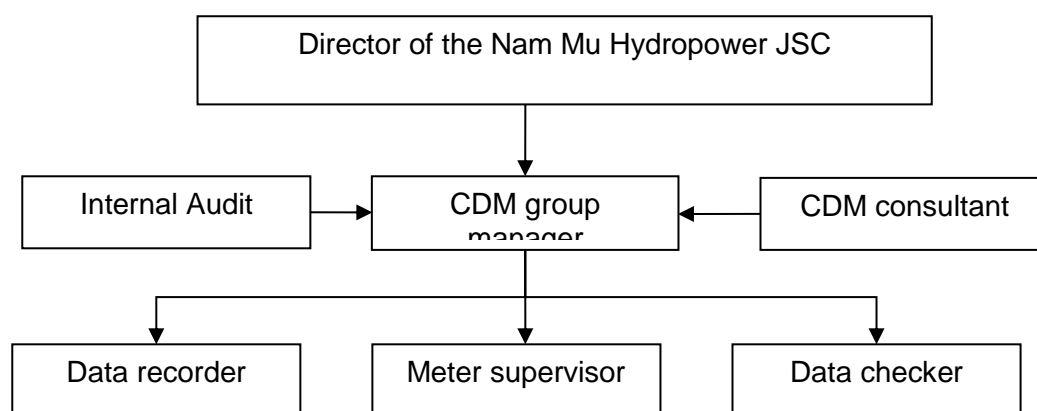 Director of the Nam Mu Hydropower JSC
Internal Audit
CDM group
manager
CDM consultant
Data recorder
Meter supervisor
Data checker